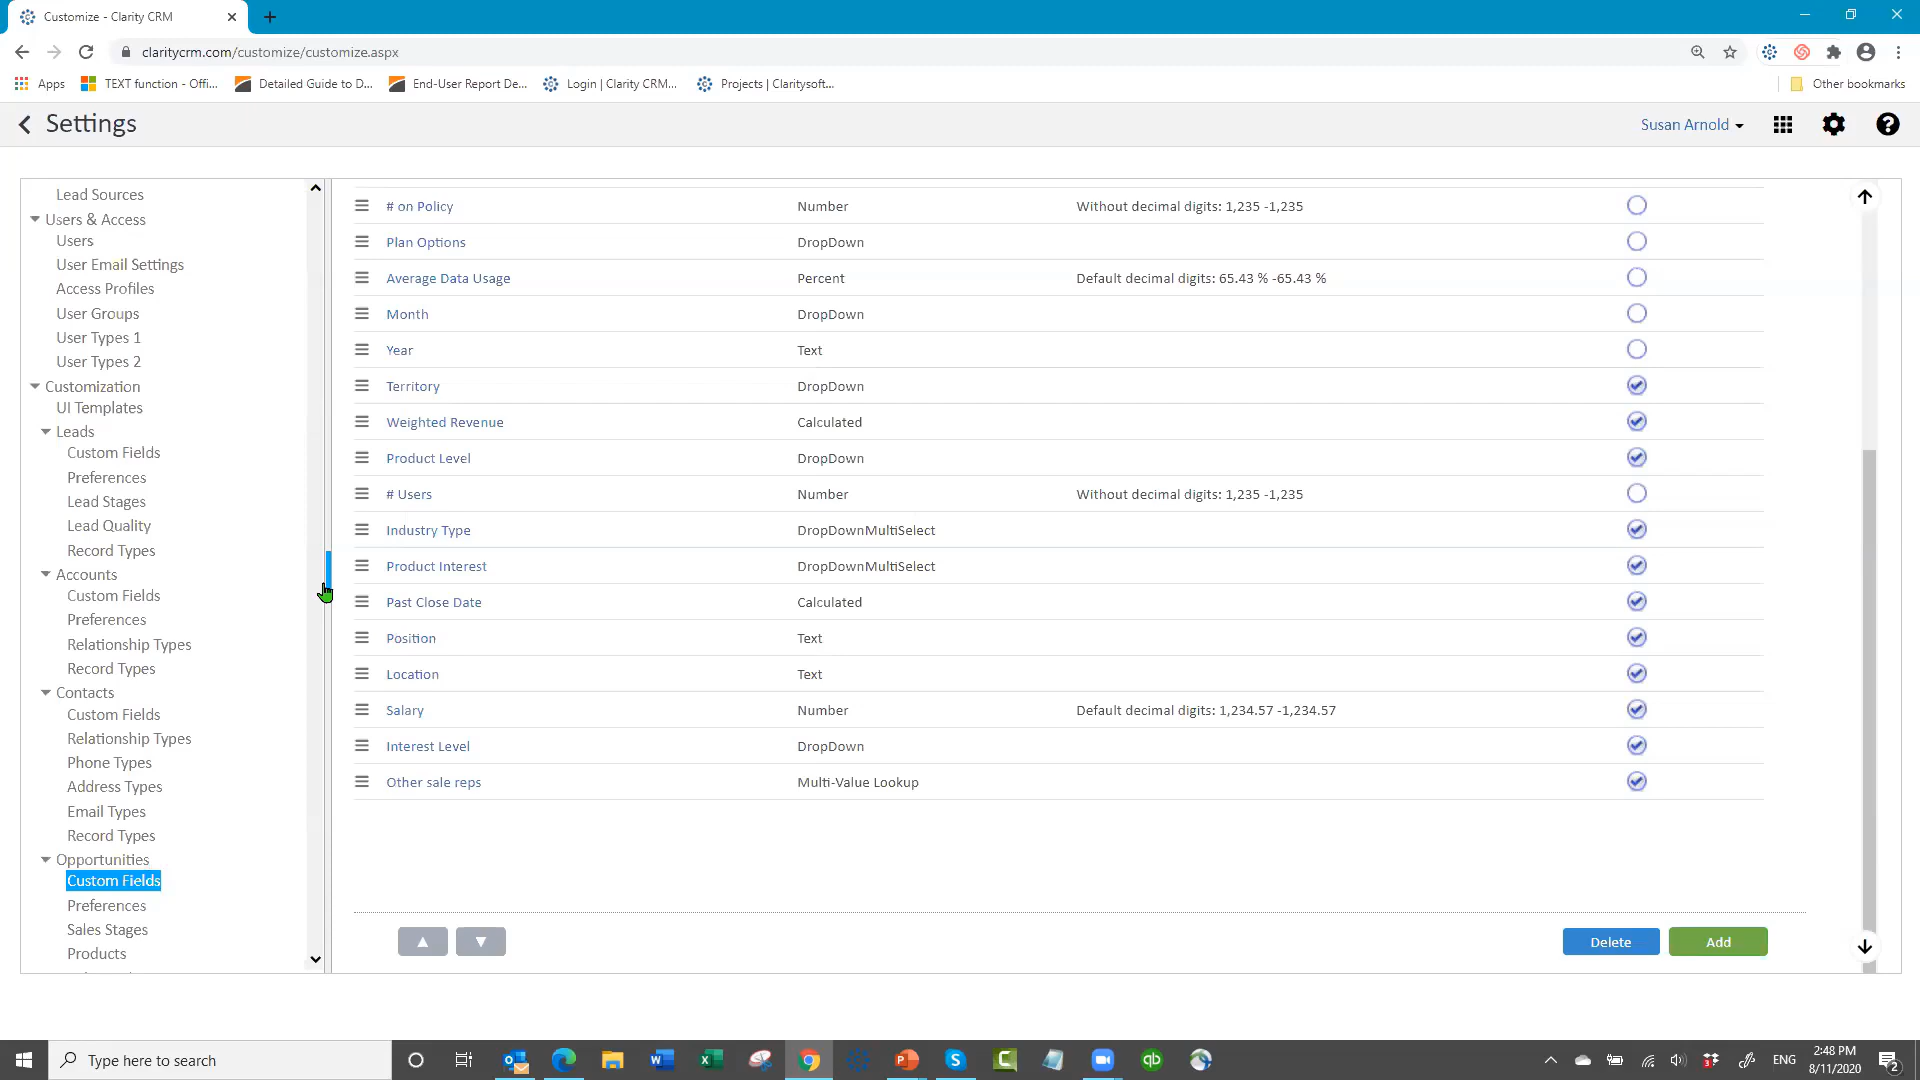 Customize - Clarity CRM
claritycrm.com/customize/customize.aspx
Apps
TEXT function - Offi...
Detailed Guide to D...
End-User Report De...
Login | Clarity CRM...
Projects | Claritysoft...
Other bookmarks
Settings
Susan Arnold
Lead Sources
Users & Access
Users
User Email Settings
Access Profiles
User Groups
User Types 1
User Types 2
Customization
UI Templates
Leads
Custom Fields
Preferences
Lead Stages
Lead Quality
Record Types
Accounts
Custom Fields
Preferences
Relationship Types
Record Types
Contacts
Custom Fields
Relationship Types
Phone Types
Address Types
Email Types
Record Types
Opportunities
Custom Fields
Preferences
Sales Stages
Products
# on Policy Number Without decimal digits: 1,235 -1,235
Plan Options DropDown
Average Data Usage Percent Default decimal digits: 65.43 % -65.43 %
Month DropDown
Year Text
Territory DropDown
Weighted Revenue Calculated
Product Level DropDown
# Users Number Without decimal digits: 1,235 -1,235
Industry Type DropDownMultiSelect
Product Interest DropDownMultiSelect
Past Close Date Calculated
Position Text
Location Text
Salary Number Default decimal digits: 1,234.57 -1,234.57
Interest Level DropDown
Other sale reps Multi-Value Lookup
Delete Add
Type here to search
ENG
2:48 PM
8/11/2020
2